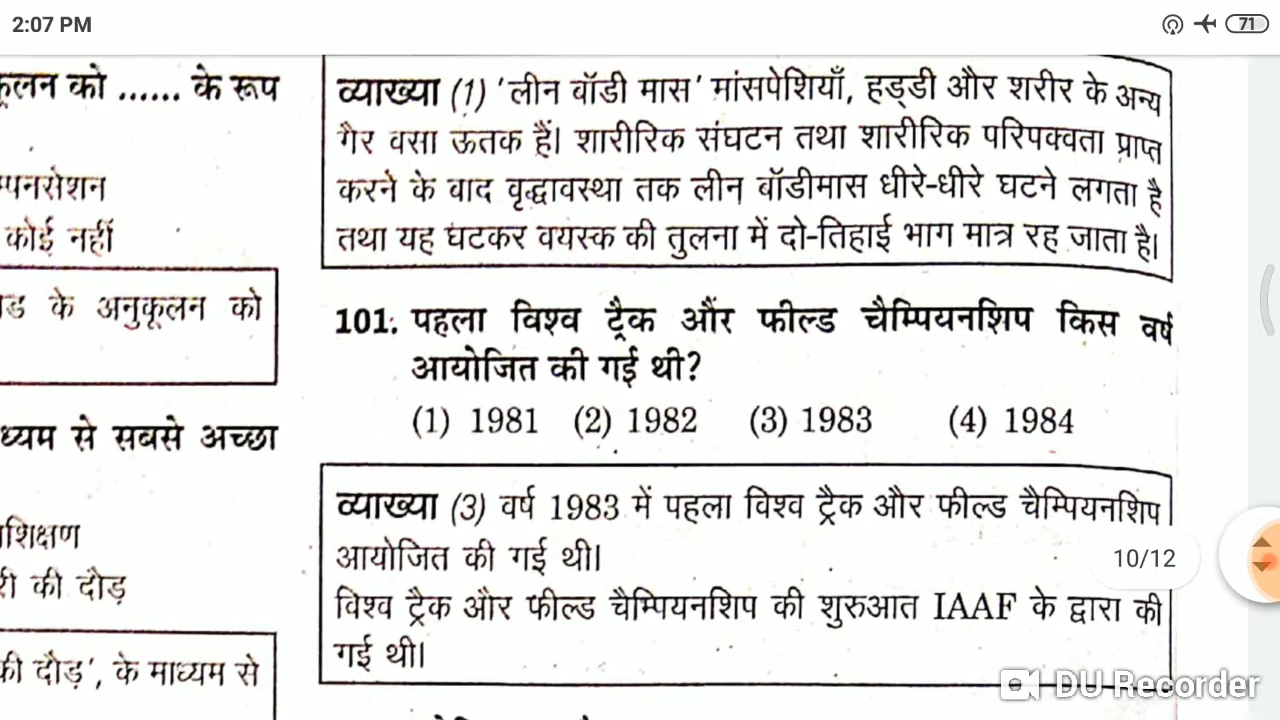 2:07 PM
71
कूलन को ...... के रूप
म्पनसेशन
कोई नहीं
ड के अनुकूलन को
ध्यम से सबसे अच्छा
शिक्षण
री की दौड़
की दौड़', के माध्यम से
व्याख्या (1) 'लीन बॉडी मास' मांसपेशियाँ, हड्डी और शरीर के अन्य
गैर वसा ऊतक हैं। शारीरिक संघटन तथा शारीरिक परिपक्वता प्राप्त
करने के बाद वृद्धावस्था तक लीन बॉडीमास धीरे-धीरे घटने लगता है
तथा यह घटकर वयस्क की तुलना में दो-तिहाई भाग मात्र रह जाता है।
101. पहला विश्व ट्रैक और फील्ड चैम्पियनशिप किस वर्ष
आयोजित की गई थी?
(1) 1981 (2) 1982 (3) 1983 (4) 1984
व्याख्या (3) वर्ष 1983 में पहला विश्व ट्रैक और फील्ड चैम्पियनशिप
आयोजित की गई थी।
विश्व ट्रैक और फील्ड चैम्पियनशिप की शुरुआत IAAF के द्वारा की
गई थी।
10/12
DU Recorder